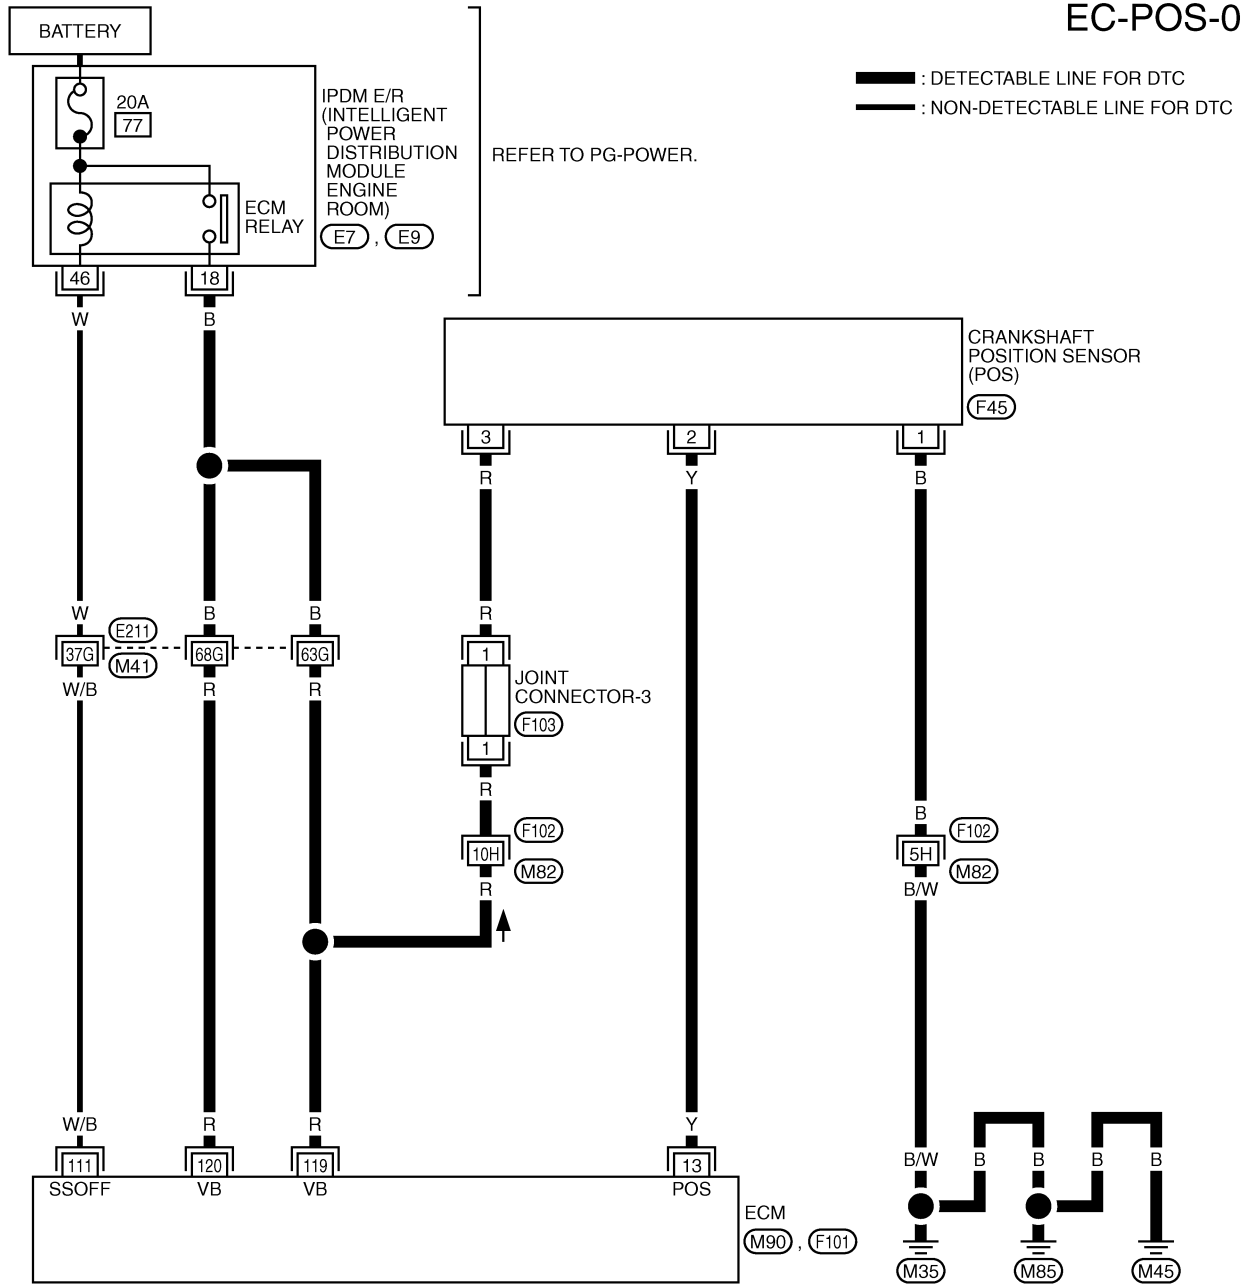 EC-POS-0
BATTERY
: DETECTABLE LINE FOR DTC
: NON-DETECTABLE LINE FOR DTC
20A
77
IPDM E/R
(INTELLIGENT
POWER
DISTRIBUTION
MODULE
ENGINE
ROOM)
E7 , E9
REFER TO PG-POWER.
ECM
RELAY
46 18
W B
CRANKSHAFT
POSITION SENSOR
(POS)
F45
3 2 1
R Y B
W B B R
E211
37G 68G 63G 1
M41
W/B R R
JOINT
CONNECTOR-3
F103
1
R B
F102 F102
10H 5H
M82 M82
R B/W
W/B R R Y
B/W B B B B
111 120 119 13
SSOFF VB VB POS
ECM
M90 , F101
M35 M85 M45